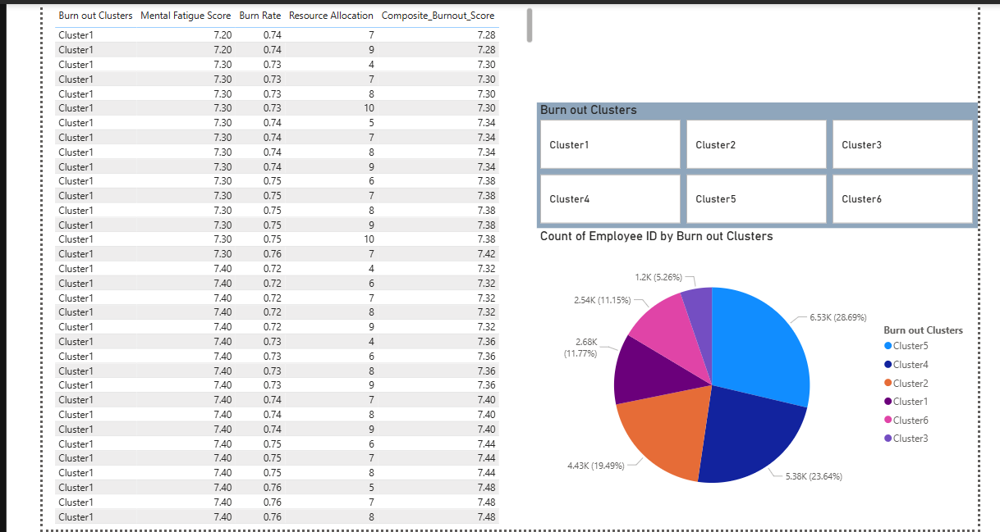 Burn out Clusters Mental Fatigue Score Burn Rate Resource Allocation Composite_Burnout_Score
Cluster1 7.20 0.74 7 7.28
Cluster1 7.20 0.74 9 7.28
Cluster1 7.30 0.73 4 7.30
Cluster1 7.30 0.73 7 7.30
Cluster1 7.30 0.73 8 7.30
Cluster1 7.30 0.73 10 7.30
Cluster1 7.30 0.74 5 7.34
Cluster1 7.30 0.74 7 7.34
Cluster1 7.30 0.74 8 7.34
Cluster1 7.30 0.74 9 7.34
Cluster1 7.30 0.75 6 7.38
Cluster1 7.30 0.75 7 7.38
Cluster1 7.30 0.75 8 7.38
Cluster1 7.30 0.75 9 7.38
Cluster1 7.30 0.75 10 7.38
Cluster1 7.30 0.76 7 7.42
Cluster1 7.40 0.72 4 7.32
Cluster1 7.40 0.72 6 7.32
Cluster1 7.40 0.72 7 7.32
Cluster1 7.40 0.72 8 7.32
Cluster1 7.40 0.72 9 7.32
Cluster1 7.40 0.73 4 7.36
Cluster1 7.40 0.73 6 7.36
Cluster1 7.40 0.73 8 7.36
Cluster1 7.40 0.73 9 7.36
Cluster1 7.40 0.74 7 7.40
Cluster1 7.40 0.74 8 7.40
Cluster1 7.40 0.74 9 7.40
Cluster1 7.40 0.75 6 7.44
Cluster1 7.40 0.75 7 7.44
Cluster1 7.40 0.75 8 7.44
Cluster1 7.40 0.76 5 7.48
Cluster1 7.40 0.76 7 7.48
Cluster1 7.40 0.76 8 7.48
Burn out Clusters
Cluster1 Cluster2 Cluster3
Cluster4 Cluster5 Cluster6
Count of Employee ID by Burn out Clusters
1.2K (5.26%)
2.54K (11.15%)
6.53K (28.69%)
2.68K
(11.77%)
4.43K (19.49%)
5.38K (23.64%)
Burn out Clusters
Cluster5
Cluster4
Cluster2
Cluster1
Cluster6
Cluster3